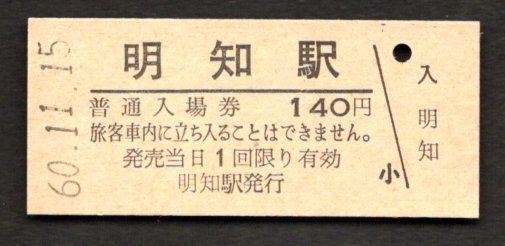 60.11.15
明知駅
普通入場券 140円
旅客車内に立ち入ることはできません。
発売当日1回限り有効
明知駅発行
入
明知
小